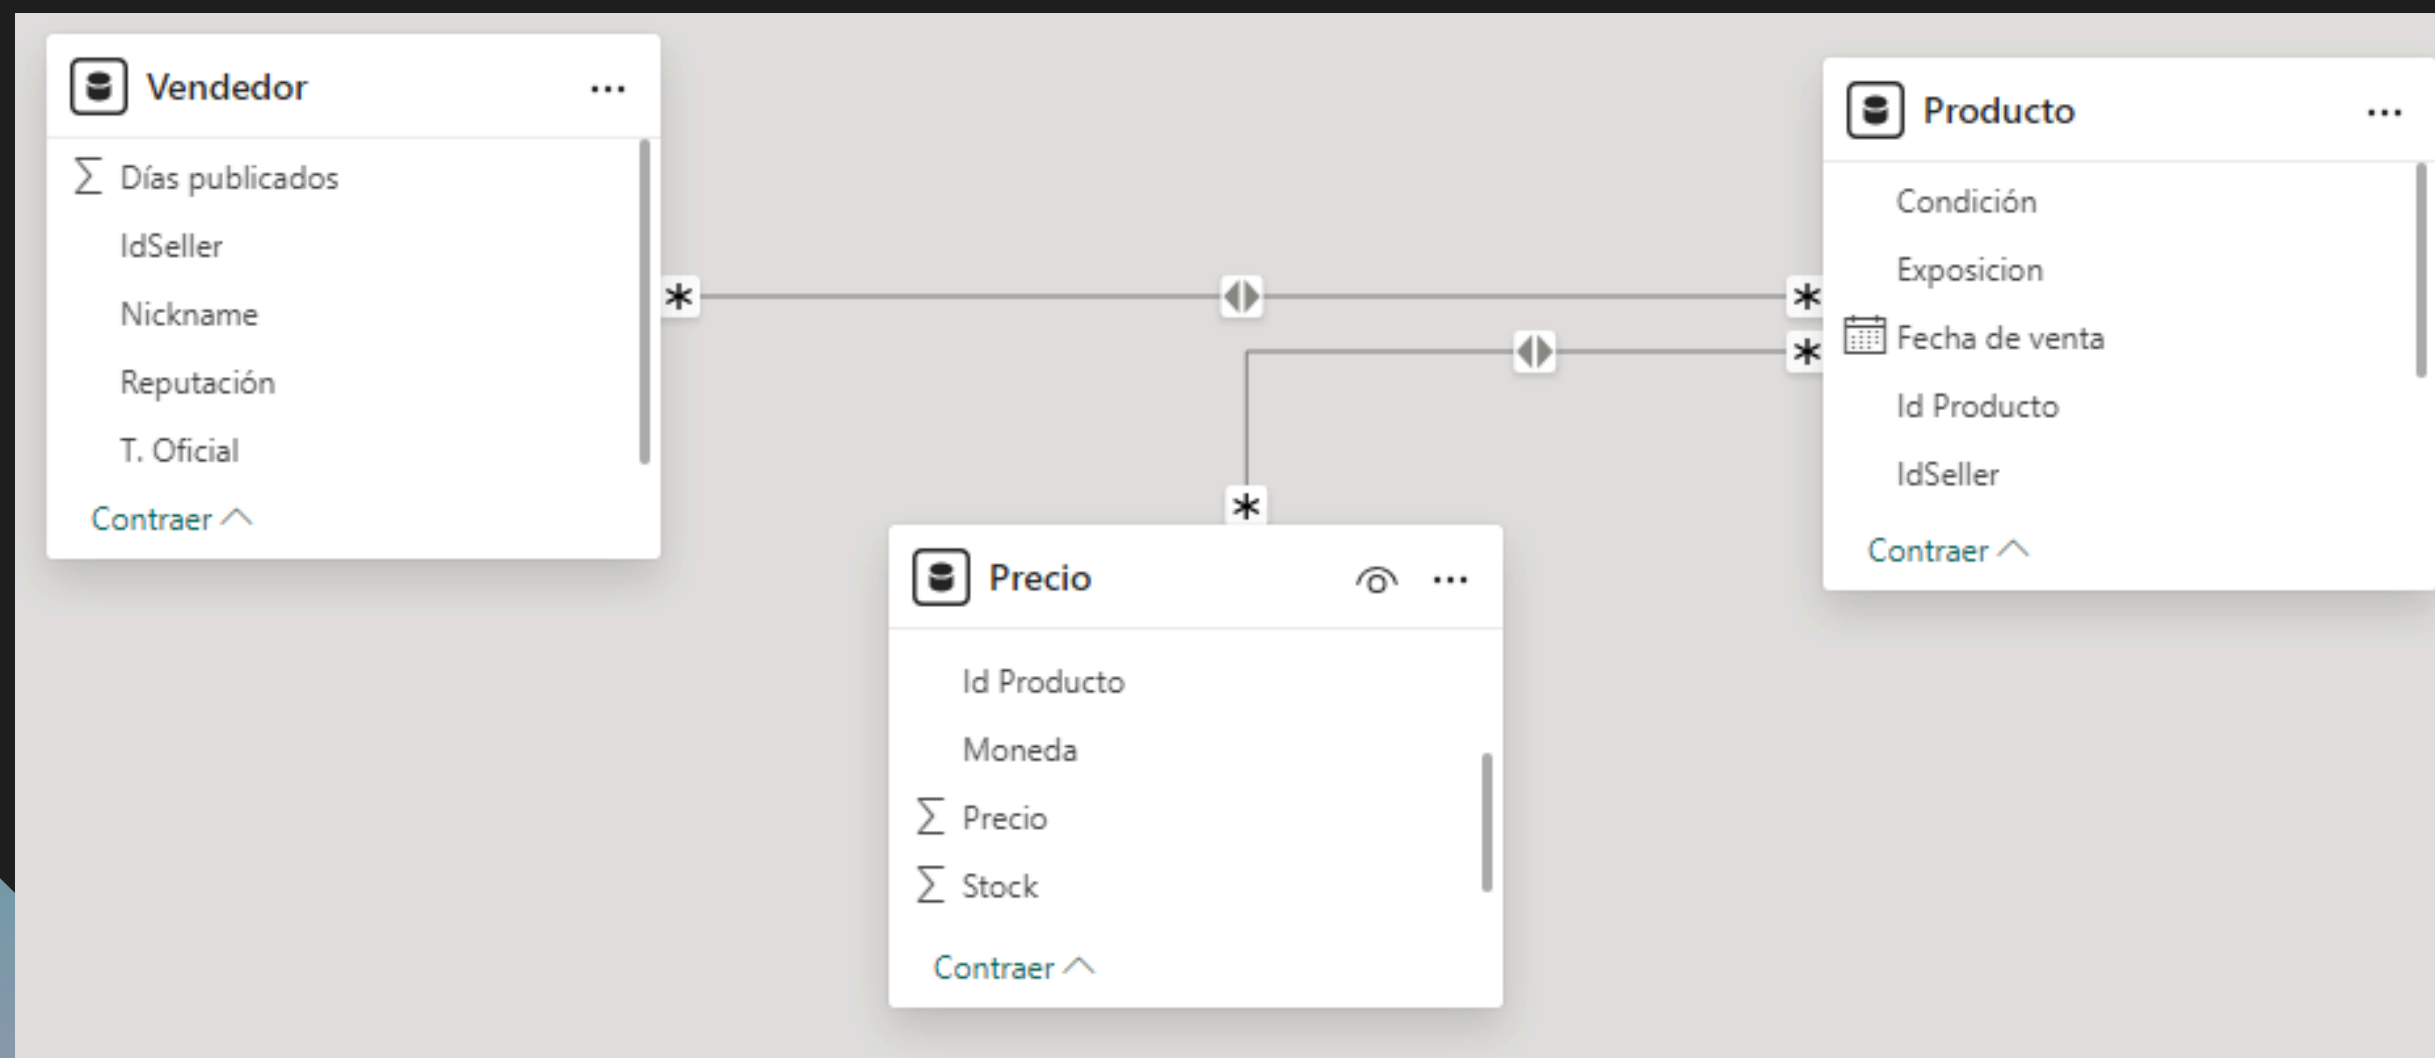 Vendedor
Días publicados
IdSeller
Nickname
Reputación
T. Oficial
Contraer
Producto
Condición
Exposicion
Fecha de venta
Id Producto
IdSeller
Contraer
Precio
Id Producto
Moneda
Precio
Stock
Contraer